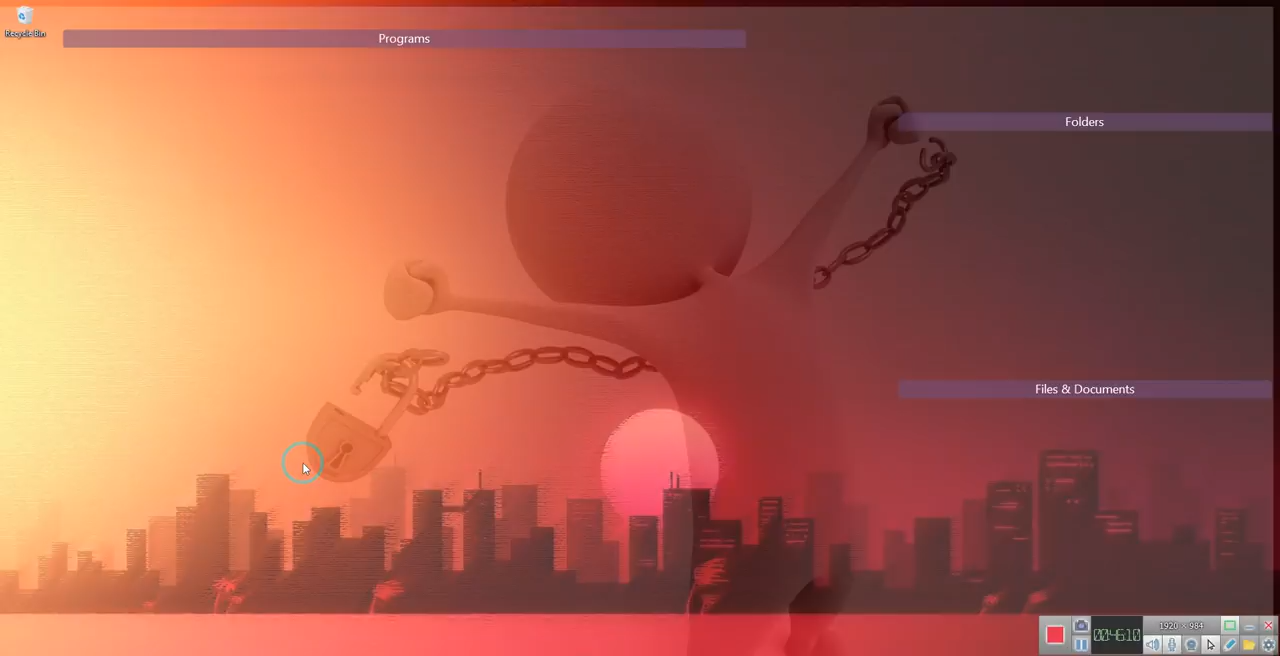 Recycle Bin
Programs
Folders
Files & Documents
1920 × 984